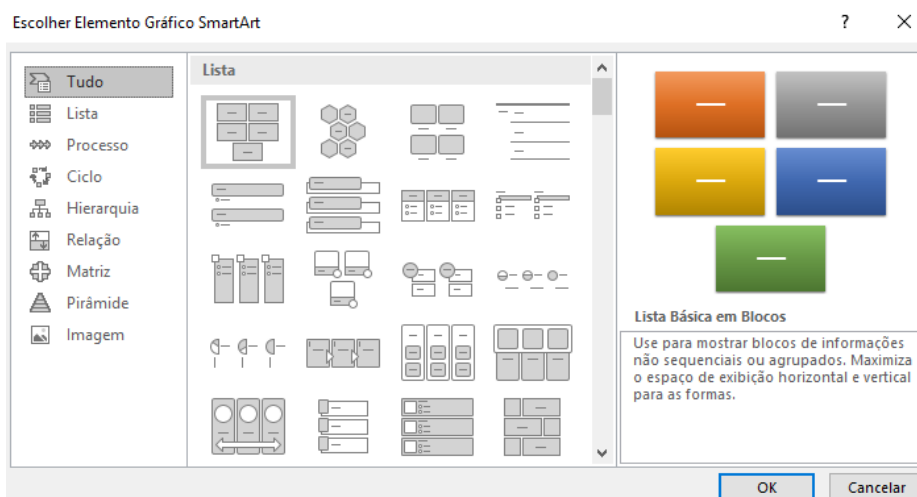 Escolher Elemento Gráfico SmartArt
?
Tudo
Lista
Processo
Ciclo
Hierarquia
Relação
Matriz
Pirâmide
Imagem
Lista
Lista Básica em Blocos
Use para mostrar blocos de informações
não sequenciais ou agrupados. Maximiza
o espaço de exibição horizontal e vertical
para as formas.
OK
Cancelar